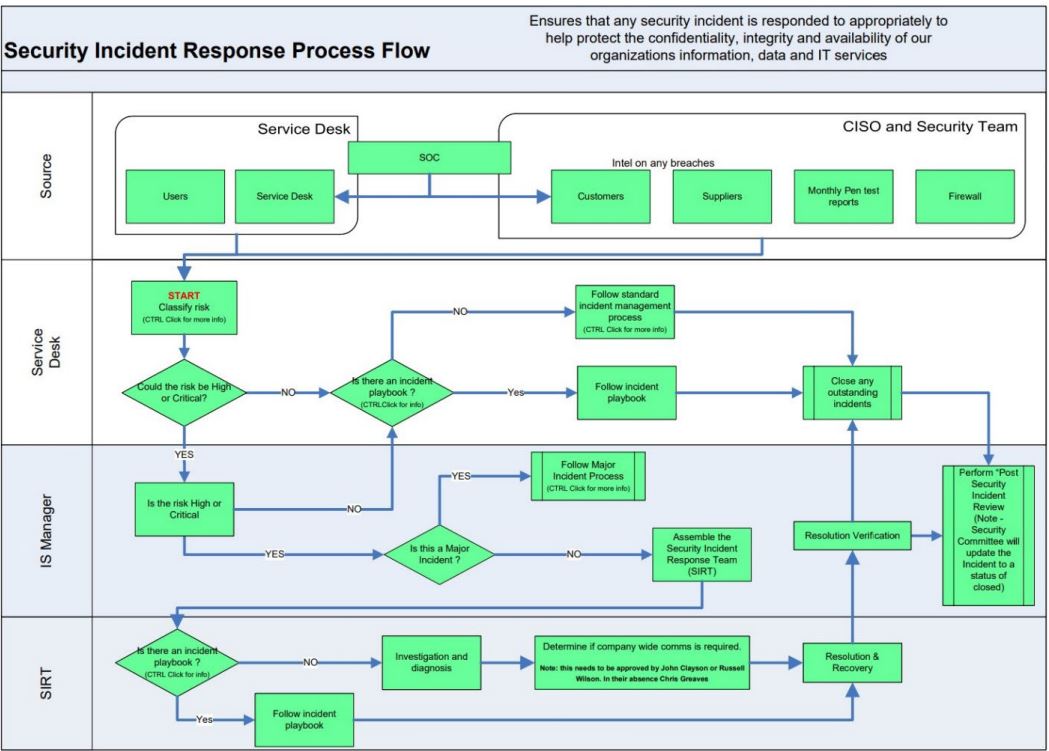 Security Incident Response Process Flow
Ensures that any security incident is responded to appropriately to
help protect the confidentiality, integrity and availability of our
organizations information, data and IT services
Source
Service Desk
SOC
CISO and Security Team
Intel on any breaches
Users
Service Desk
Customers
Suppliers
Monthly Pen test
reports
Firewall
Service
Desk
START
Classify risk
(CTRL Click for more info)
NO
Follow standard
incident management
process
(CTRL Click for more info)
Could the risk be High
or Critical?
NO
Is there an incident
playbook ?
(CTRLClick for info)
Yes
Follow incident
playbook
Close any
outstanding
incidents
YES
IS Manager
Is the risk High or
Critical
NO
YES
Is this a Major
Incident ?
YES
Follow Major
Incident Process
(CTRL Click for more info)
NO
Assemble the
Security Incident
Response Team
(SIRT)
Resolution Verification
Perform "Post
Security
Incident
Review
(Note -
Security
Committee will
update the
Incident to a
status of
closed)
SIRT
Is there an incident
playbook ?
(CTRL Click for info)
NO
Investigation and
diagnosis
Determine if company wide comms is required.
Note: this needs to be approved by John Clayson or Russell
Wilson. In their absence Chris Greaves
Resolution &
Recovery
Yes
Follow incident
playbook